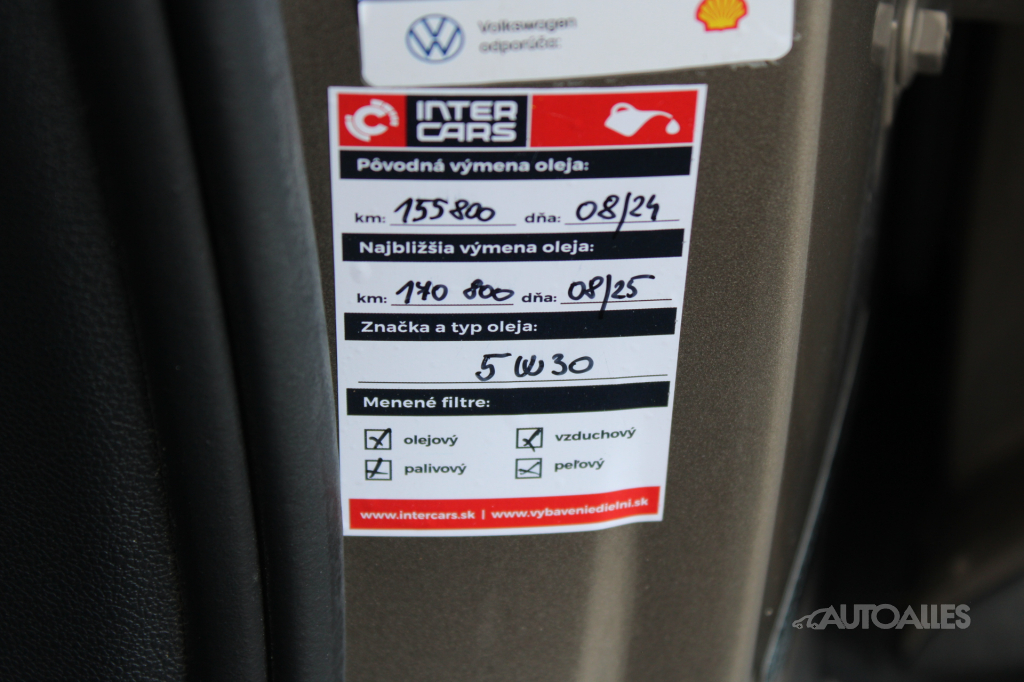 Volkswagen
odporúča:
INTER
CARS
Pôvodná výmena oleja:
km: 155800 dňa: 08/24
Najbližšia výmena oleja:
km: 170 800 dňa: 08/25
Značka a typ oleja:
5W30
Menené filtre:
olejový vzduchový
palivový peľový
www.intercars.sk | www.vybaveniedielni.sk
AUTOALLES